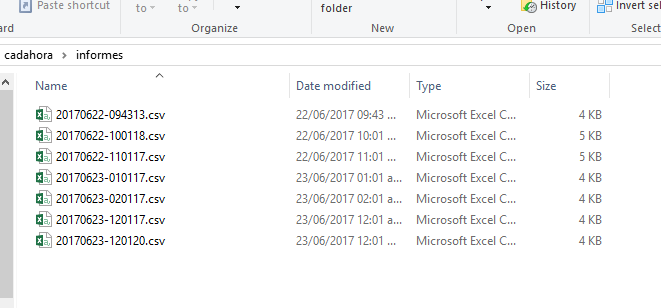 Paste shortcut
to
to
folder
History
Invert sel
ard
Organize
New
Open
Select
cadahora > informes
Name Date modified Type Size
20170622-094313.csv 22/06/2017 09:43 ... Microsoft Excel C... 4 KB
20170622-100118.csv 22/06/2017 10:01 ... Microsoft Excel C... 5 KB
20170622-110117.csv 22/06/2017 11:01 ... Microsoft Excel C... 5 KB
20170623-010117.csv 23/06/2017 01:01 a... Microsoft Excel C... 4 KB
20170623-020117.csv 23/06/2017 02:01 a... Microsoft Excel C... 4 KB
20170623-120117.csv 23/06/2017 12:01 a... Microsoft Excel C... 4 KB
20170623-120120.csv 23/06/2017 12:01 ... Microsoft Excel C... 4 KB